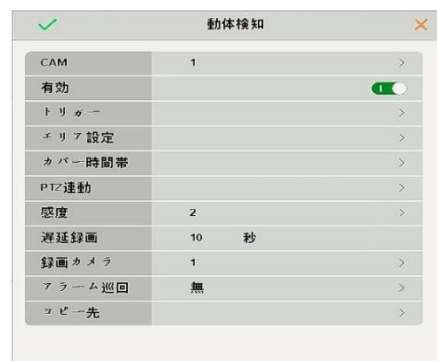 動体検知
CAM 1
有効
トリガー
エリア設定
カバー時間帯
PTZ連動
感度 2
遅延録画 10 秒
録画カメラ 1
アラーム巡回 無
コピー先